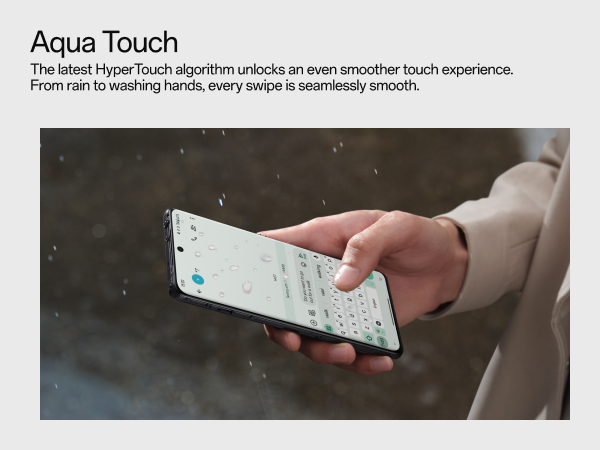 Aqua Touch
The latest HyperTouch algorithm unlocks an even smoother touch experience.
From rain to washing hands, every swipe is seamlessly smooth.